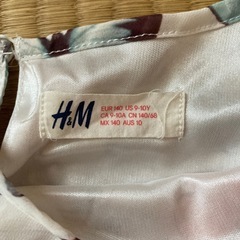 H&M
EUR 140 US 9-10Y
CA 9-10A CN 140/68
MX 140 AUS 10